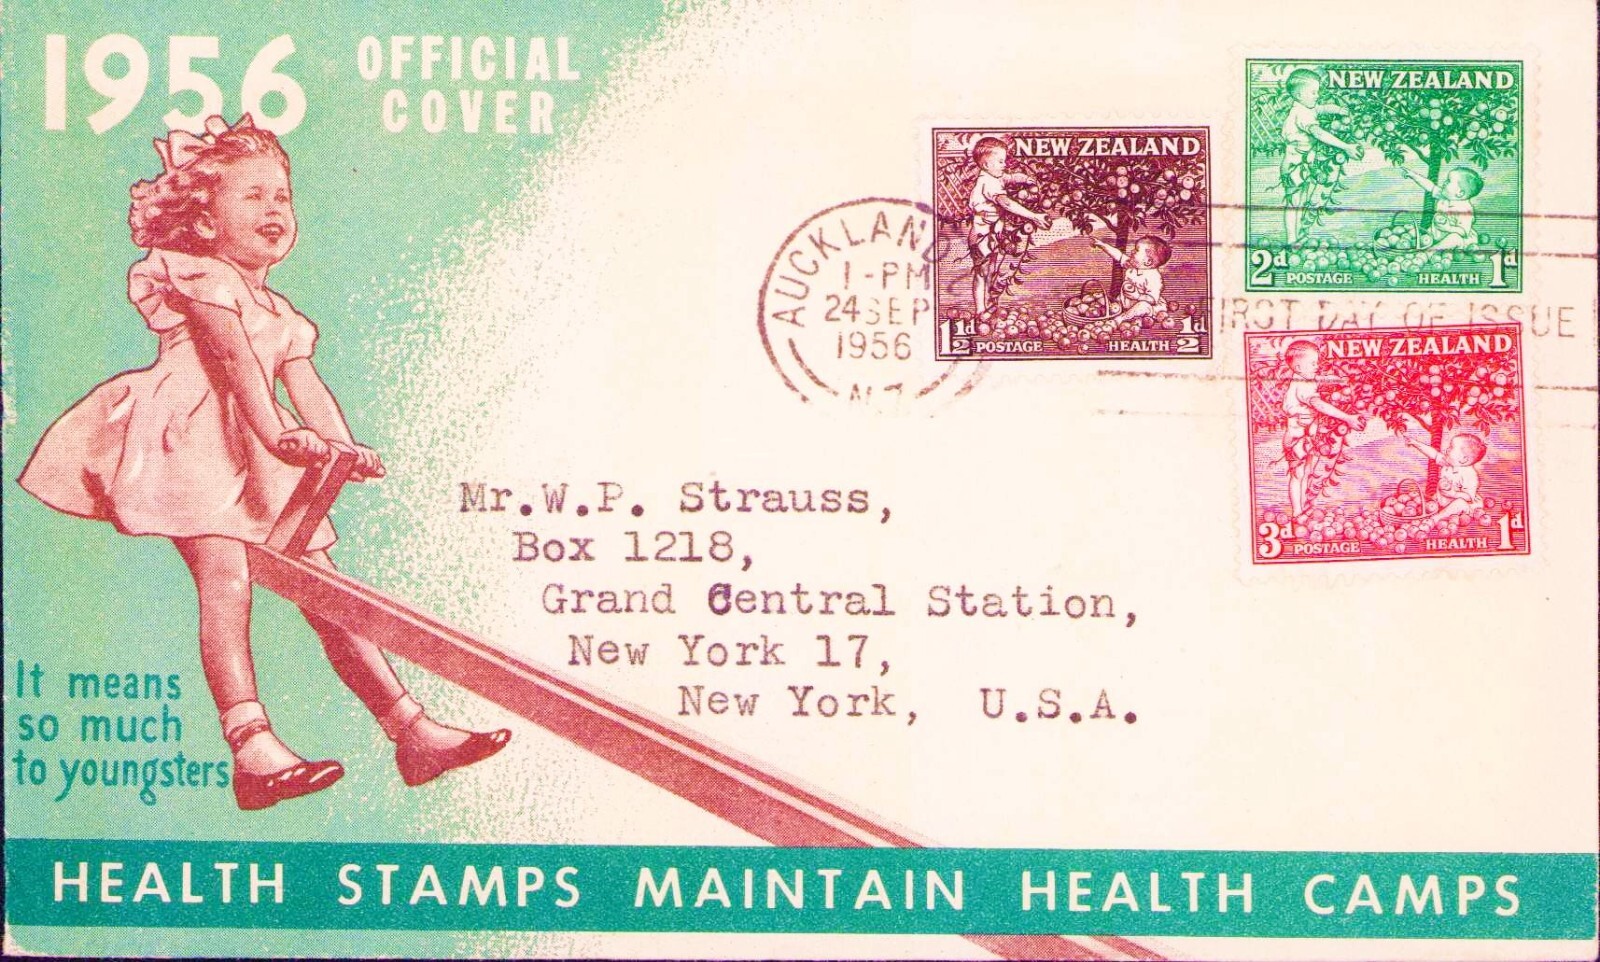 1956
OFFICIAL
COVER
NEW ZEALAND
1½d POSTAGE HEALTH ½d
NEW ZEALAND
2d POSTAGE HEALTH 1d
NEW ZEALAND
3d POSTAGE HEALTH 1d
AUCKLAND
1-PM
24 SEP
1956
N.Z.
FIRST DAY OF ISSUE
Mr.W.P. Strauss,
Box 1218,
Grand Central Station,
New York 17,
New York, U.S.A.
It means
so much
to youngsters
HEALTH STAMPS MAINTAIN HEALTH CAMPS